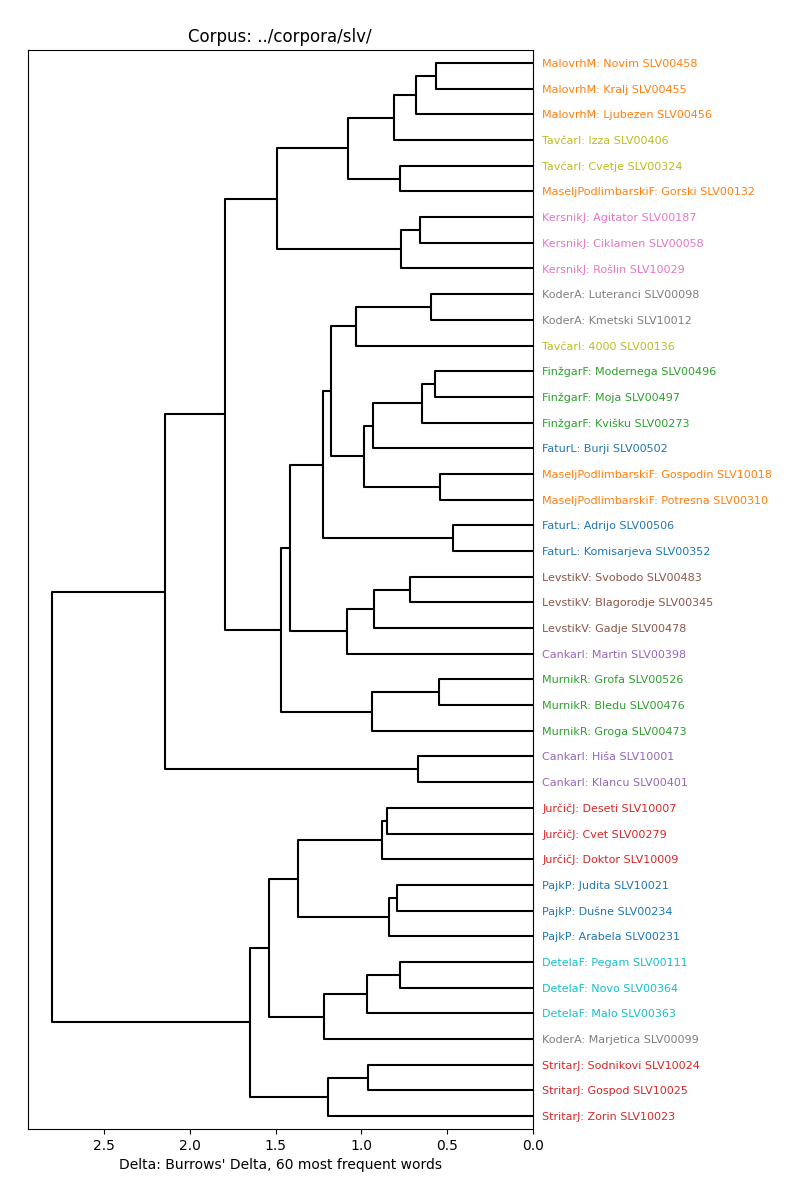 Corpus: ../corpora/slv/
MalovrhM: Novim SLV00458
MalovrhM: Kralj SLV00455
MalovrhM: Ljubezen SLV00456
TavčarI: Izza SLV00406
TavčarI: Cvetje SLV00324
MaseljPodlimbarskiF: Gorski SLV00132
KersnikJ: Agitator SLV00187
KersnikJ: Ciklamen SLV00058
KersnikJ: Rošlin SLV10029
KoderA: Luteranci SLV00098
KoderA: Kmetski SLV10012
TavčarI: 4000 SLV00136
FinžgarF: Modernega SLV00496
FinžgarF: Moja SLV00497
FinžgarF: Kvišku SLV00273
FaturL: Burji SLV00502
MaseljPodlimbarskiF: Gospodin SLV10018
MaseljPodlimbarskiF: Potresna SLV00310
FaturL: Adrijo SLV00506
FaturL: Komisarjeva SLV00352
LevstikV: Svobodo SLV00483
LevstikV: Blagorodje SLV00345
LevstikV: Gadje SLV00478
CankarI: Martin SLV00398
MurnikR: Grofa SLV00526
MurnikR: Bledu SLV00476
MurnikR: Groga SLV00473
CankarI: Hiša SLV10001
CankarI: Klancu SLV00401
JurčičJ: Deseti SLV10007
JurčičJ: Cvet SLV00279
JurčičJ: Doktor SLV10009
PajkP: Judita SLV10021
PajkP: Dušne SLV00234
PajkP: Arabela SLV00231
DetelaF: Pegam SLV00111
DetelaF: Novo SLV00364
DetelaF: Malo SLV00363
KoderA: Marjetica SLV00099
StritarJ: Sodnikovi SLV10024
StritarJ: Gospod SLV10025
StritarJ: Zorin SLV10023
2.5 2.0 1.5 1.0 0.5 0.0
Delta: Burrows' Delta, 60 most frequent words